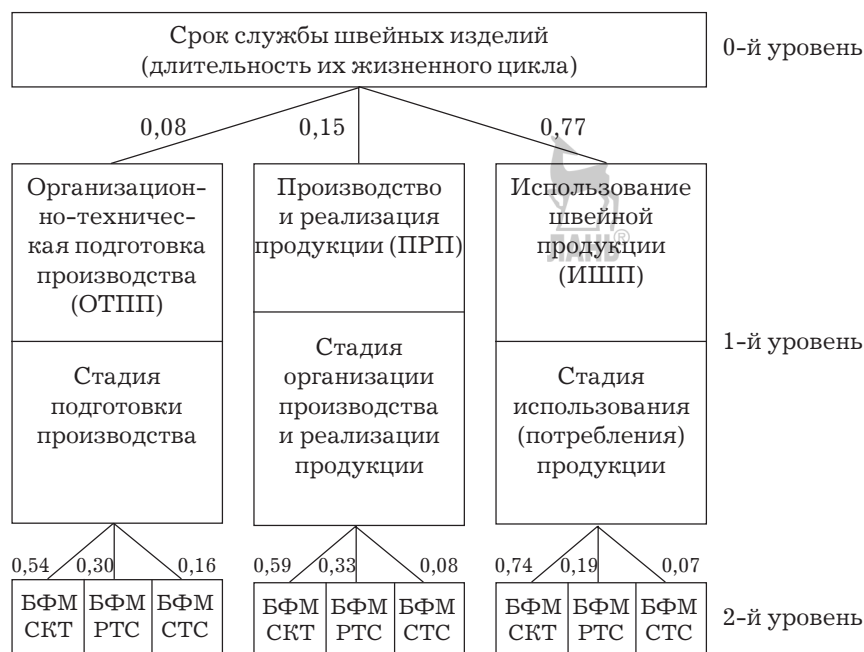 Срок службы швейных изделий
(длительность их жизненного цикла)
0-й уровень
0,08
0,15
0,77
Организацион-
но-техничес-
кая подготовка
производства
(ОТПП)
Производство
и реализация
продукции (ПРП)
Использование
швейной
продукции
(ИШП)
ЛАНЬ®
1-й уровень
Стадия
подготовки
производства
Стадия
организации
производства
и реализации
продукции
Стадия
использования
(потребления)
продукции
0,54 0,30 0,16
0,59 0,33 0,08
0,74 0,19 0,07
БФМ БФМ БФМ
СКТ РТС СТС
БФМ БФМ БФМ
СКТ РТС СТС
БФМ БФМ БФМ
СКТ РТС СТС
2-й уровень